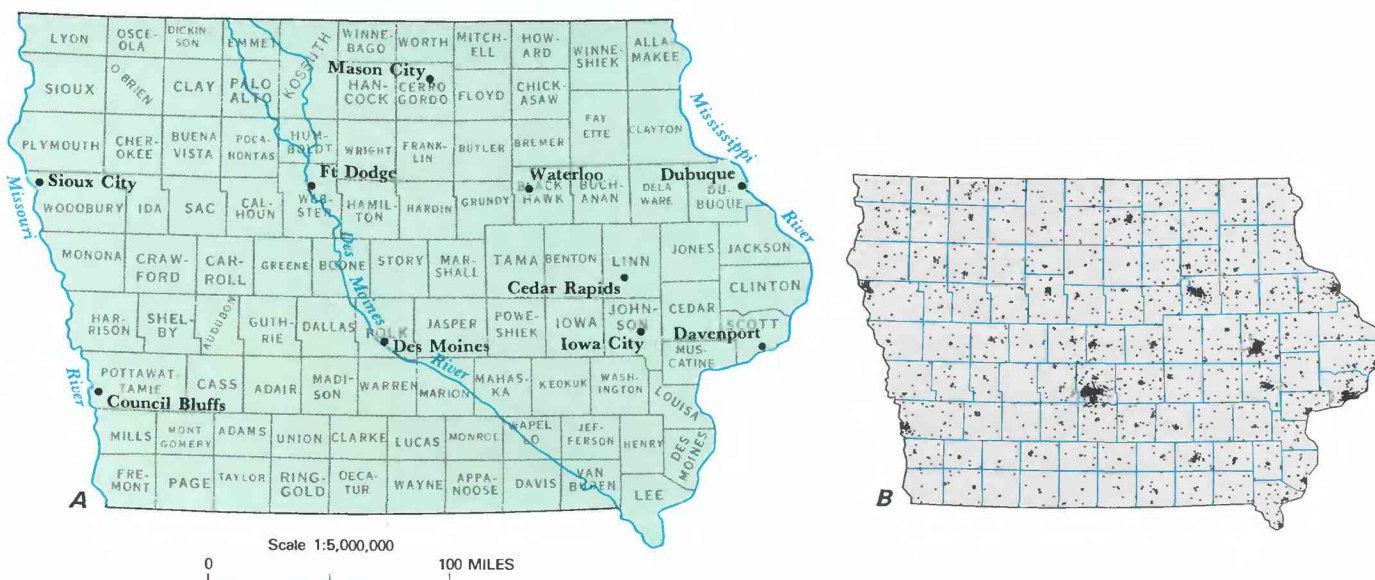 LYON
OSCE-
OLA
DICKIN-
SON
EMMET
KOSSUTH
WINNE-
BAGO
WORTH
MITCH-
ELL
HOW-
ARD
WINNE-
SHIEK
ALLA-
MAKEE
Mason City
SIOUX
O BRIEN
CLAY
PALO
ALTO
HAN-
COCK
CERRO
GORDO
FLOYD
CHICK-
ASAW
Mississippi
FAY
ETTE
CLAYTON
PLYMOUTH
CHER-
OKEE
BUENA
VISTA
POCA-
HONTAS
HUM-
BOLDT
WRIGHT
FRANK-
LIN
BUTLER
BREMER
Sioux City
Ft Dodge
Waterloo
Dubuque
Missouri
WOODBURY
IDA
SAC
CAL-
HOUN
WEB-
STER
HAMIL-
TON
HARDIN
GRUNDY
BLACK
HAWK
BUCH-
ANAN
DELA
WARE
DU-
BUQUE
River
MONONA
CRAW-
FORD
CAR-
ROLL
GREENE
BOONE
STORY
MAR-
SHALL
TAMA
BENTON
LINN
JONES
JACKSON
CLINTON
Des
Moines
River
Cedar Rapids
HAR-
RISON
SHEL-
BY
AUDUBON
GUTH-
RIE
DALLAS
POLK
JASPER
POWE-
SHIEK
IOWA
JOHN-
SON
CEDAR
SCOTT
Iowa City
Davenport
Des Moines
MUS-
CATINE
River
POTTAWAT-
TAMIE
CASS
ADAIR
MADI-
SON
WARREN
MARION
MAHAS-
KA
KEOKUK
WASH-
INGTON
LOUISA
Council Bluffs
MILLS
MONT
GOMERY
ADAMS
UNION
CLARKE
LUCAS
MONROE
WAPEL
LO
JEF-
FERSON
HENRY
DES
MOINES
FRE-
MONT
PAGE
TAYLOR
RING-
GOLD
DECA-
TUR
WAYNE
APPA-
NOOSE
DAVIS
VAN
BUREN
LEE
A
B
Scale 1:5,000,000
0
100 MILES